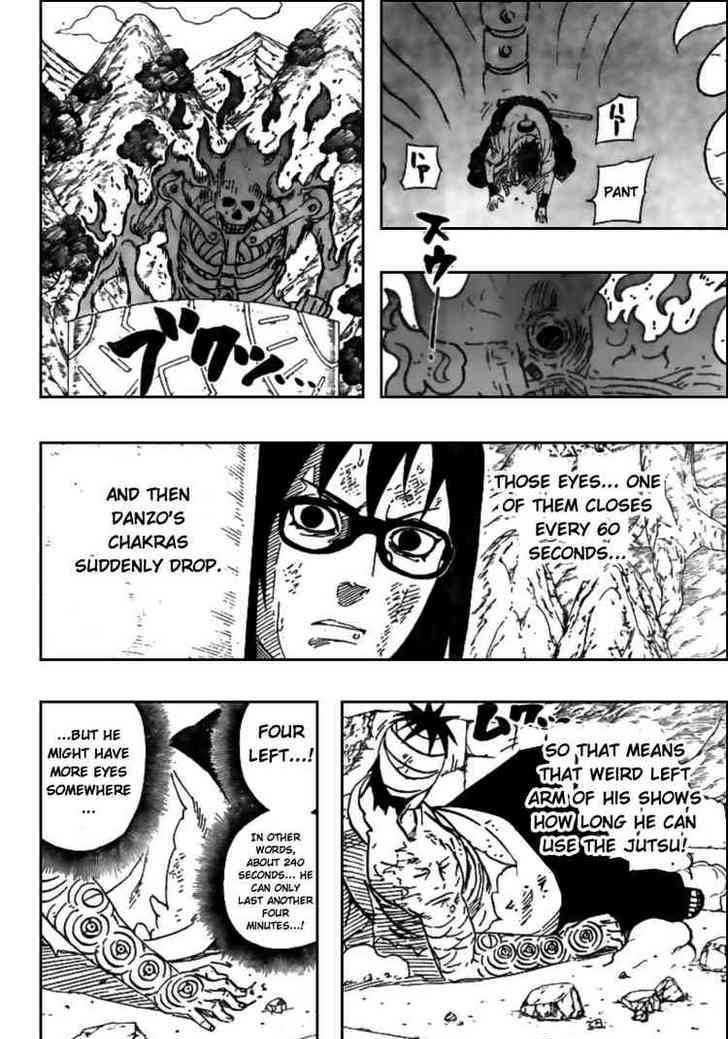 ハァ
ハァ
PANT
スウ
ブクッ…
THOSE EYES... ONE
OF THEM CLOSES
EVERY 60
SECONDS...
AND THEN
DANZO'S
CHAKRAS
SUDDENLY DROP.
ムク…
SO THAT MEANS
THAT WEIRD LEFT
ARM OF HIS SHOWS
HOW LONG HE CAN
USE THE JUTSU!
FOUR
LEFT...!
IN OTHER
WORDS,
ABOUT 240
SECONDS... HE
CAN ONLY
LAST ANOTHER
FOUR
MINUTES...!
...BUT HE
MIGHT HAVE
MORE EYES
SOMEWHERE
...